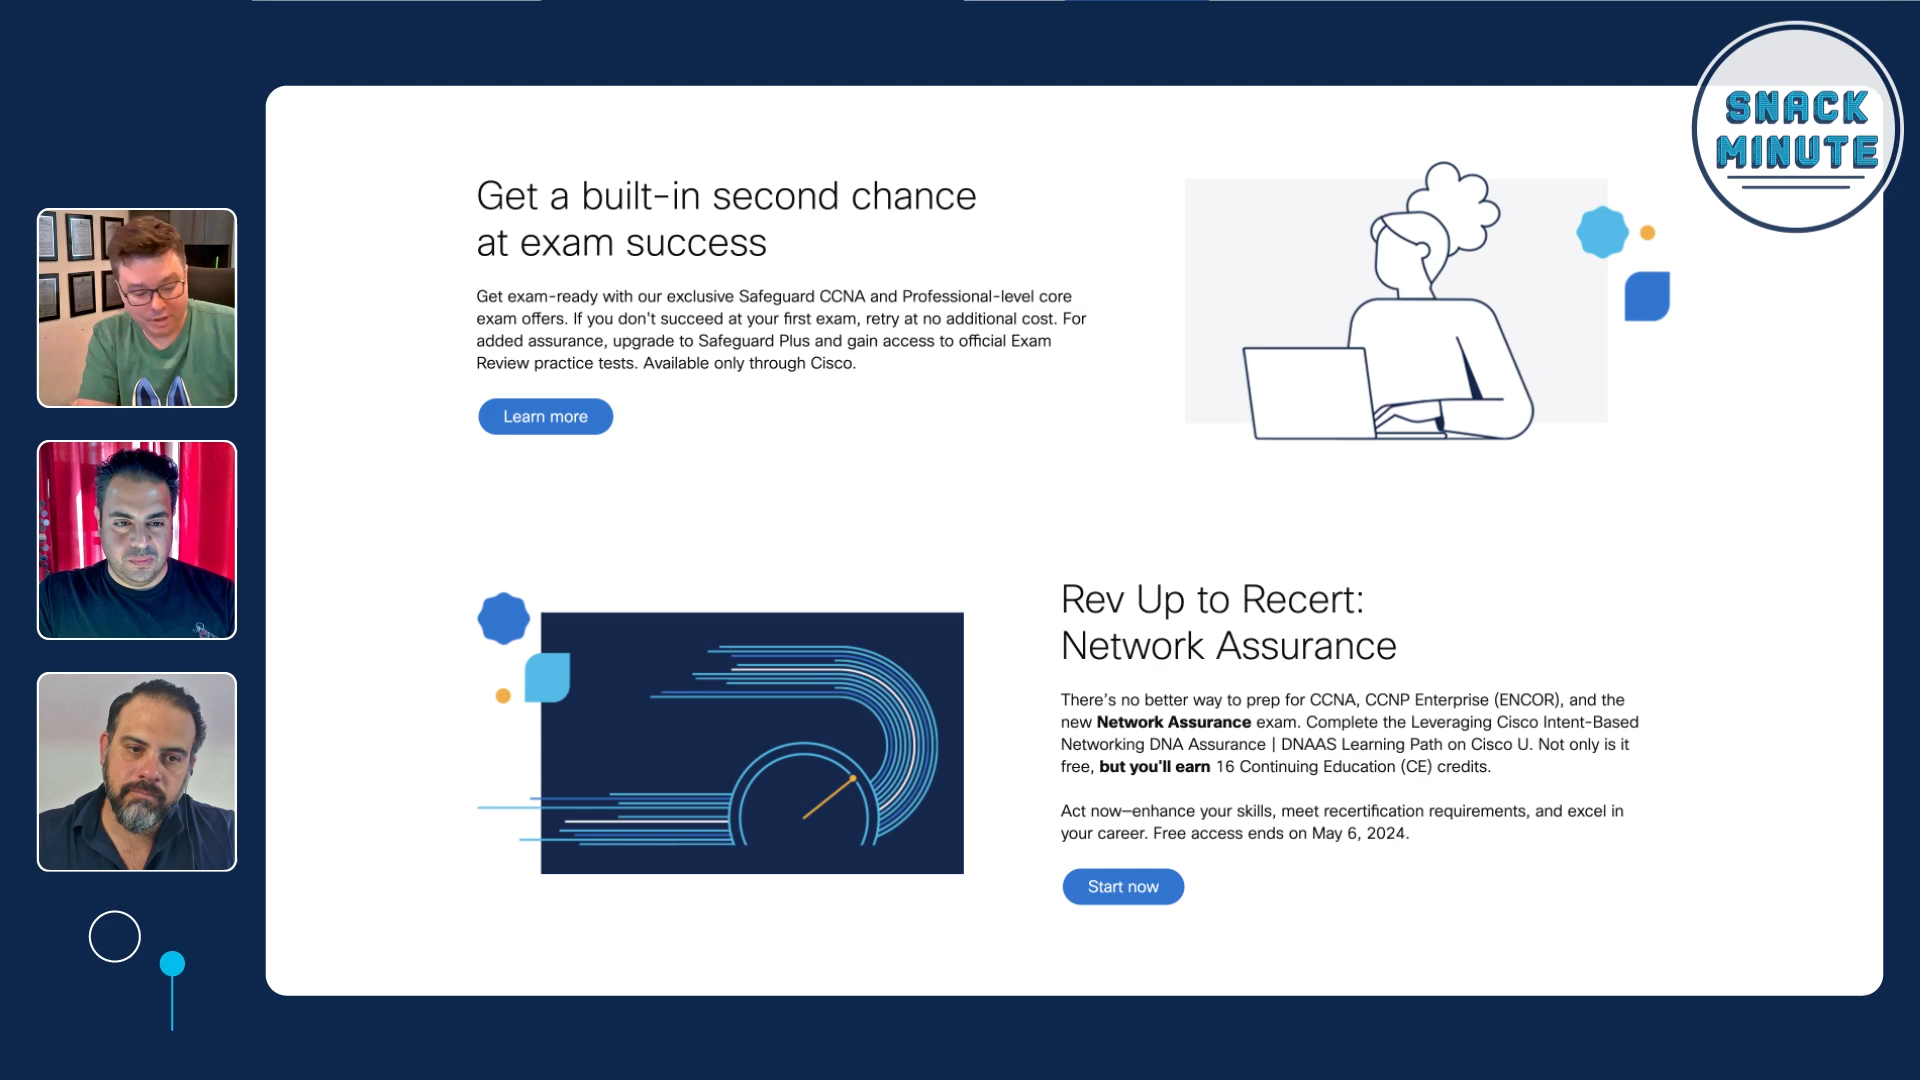 SNACK
MINUTE
Get a built-in second chance
at exam success
Get exam-ready with our exclusive Safeguard CCNA and Professional-level core
exam offers. If you don't succeed at your first exam, retry at no additional cost. For
added assurance, upgrade to Safeguard Plus and gain access to official Exam
Review practice tests. Available only through Cisco.
Learn more
Rev Up to Recert:
Network Assurance
There's no better way to prep for CCNA, CCNP Enterprise (ENCOR), and the
new Network Assurance exam. Complete the Leveraging Cisco Intent-Based
Networking DNA Assurance | DNAAS Learning Path on Cisco U. Not only is it
free, but you'll earn 16 Continuing Education (CE) credits.
Act now—enhance your skills, meet recertification requirements, and excel in
your career. Free access ends on May 6, 2024.
Start now